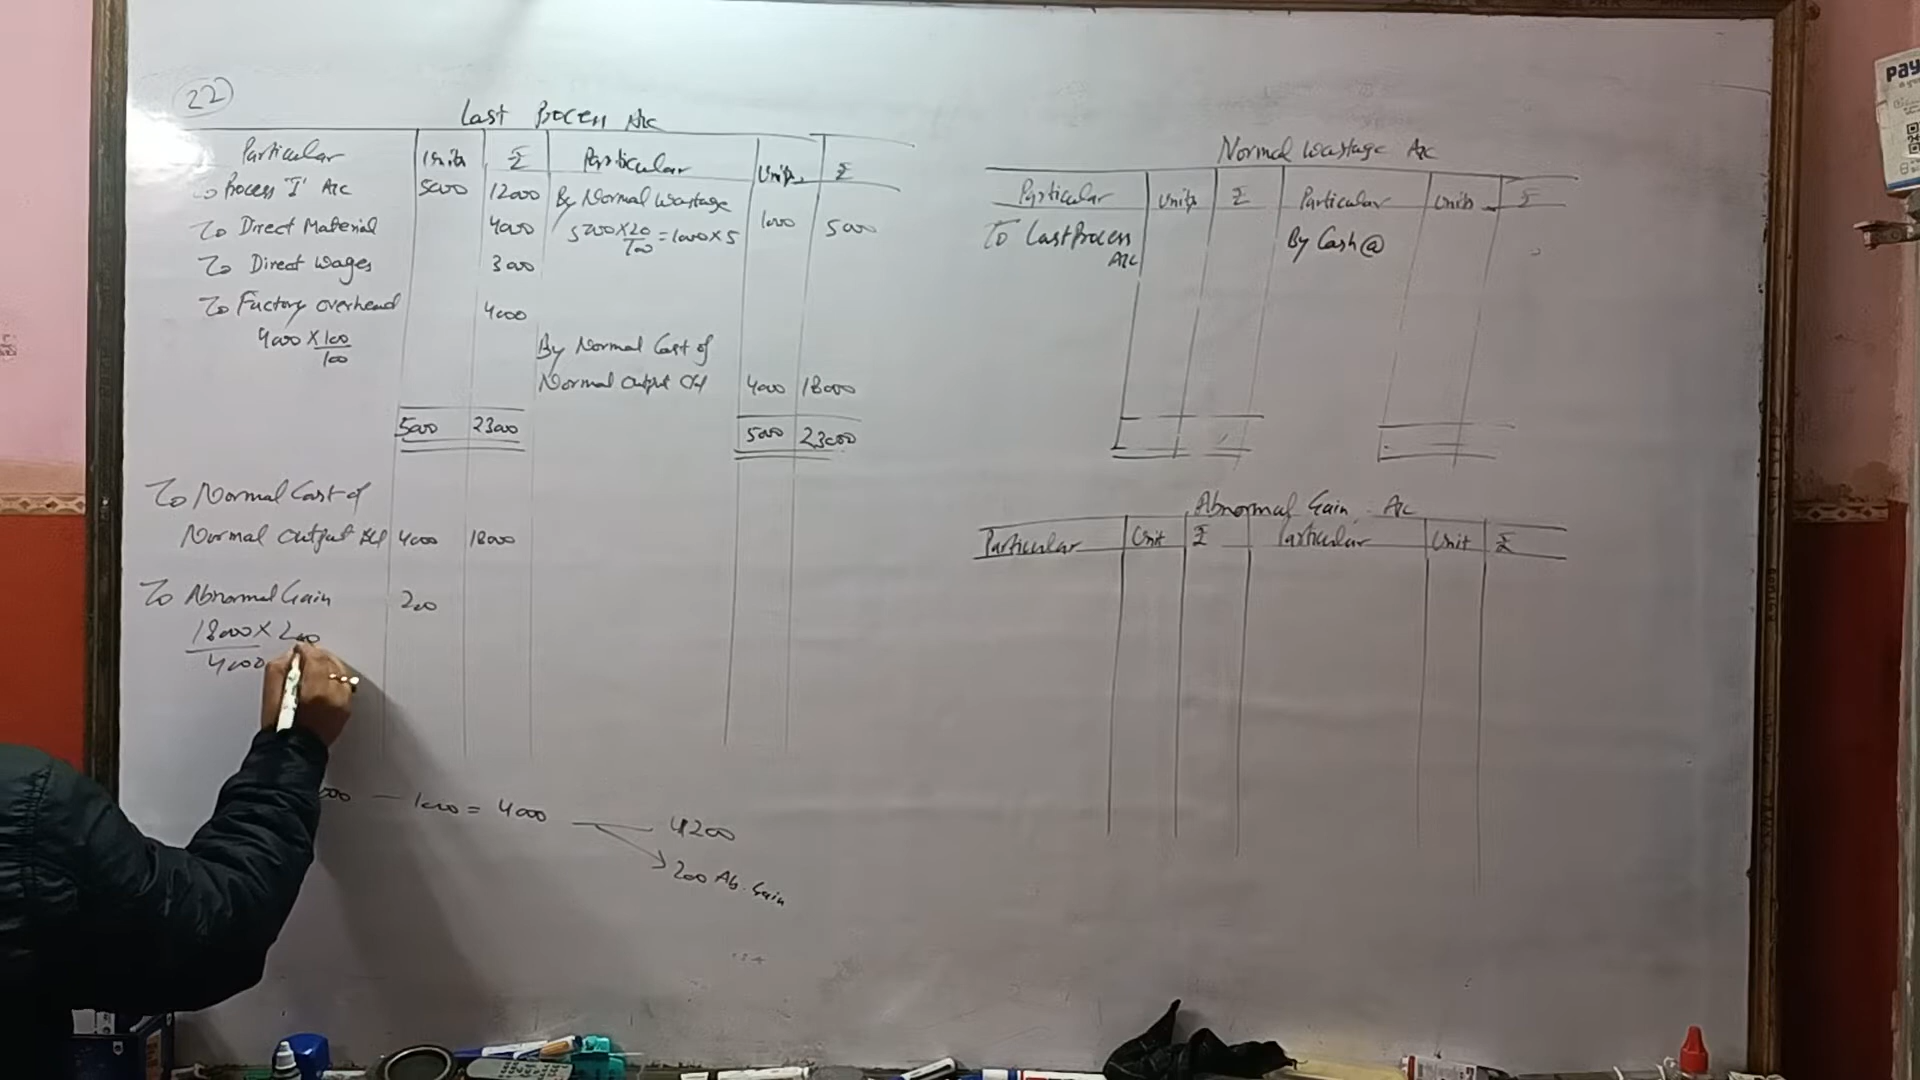 22
Last Process A/c
Particular Units ₹ Particular Units ₹
To Process "I" A/c 5000 12000 By Normal Wastage
5000 × 20/100 = 1000 × 5 1000 5000
To Direct Material 4000
To Direct Wages 3000
To Factory overhead 4000
4000 × 100/100
By Normal Cost of
Normal Output c/d 4000 18000
5000 23000 5000 23000
To Normal Cost of
Normal Output b/d 4000 18000
To Abnormal Gain 200
18000 × 200
4000
000 - 1000 = 4000 4200
200 Ab. Gain
Normal Wastage A/c
Particular Units ₹ Particular Units ₹
To Last Process
A/c
By Cash @
Abnormal Gain A/c
Particular Unit ₹ Particular Unit ₹
Pay